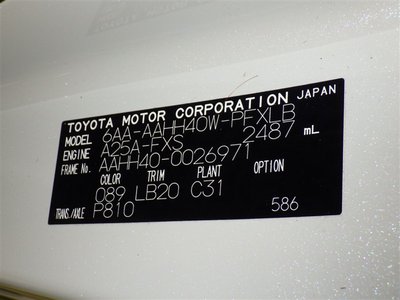 TOYOTA MOTOR CORPORATION JAPAN
MODEL 6AA-AAHH40W-PFXLB
ENGINE A25A-FXS 2487 mL
FRAME No. AAHH40-0026971
COLOR TRIM PLANT OPTION
089 LB20 C31
TRANS./AXLE P810 586